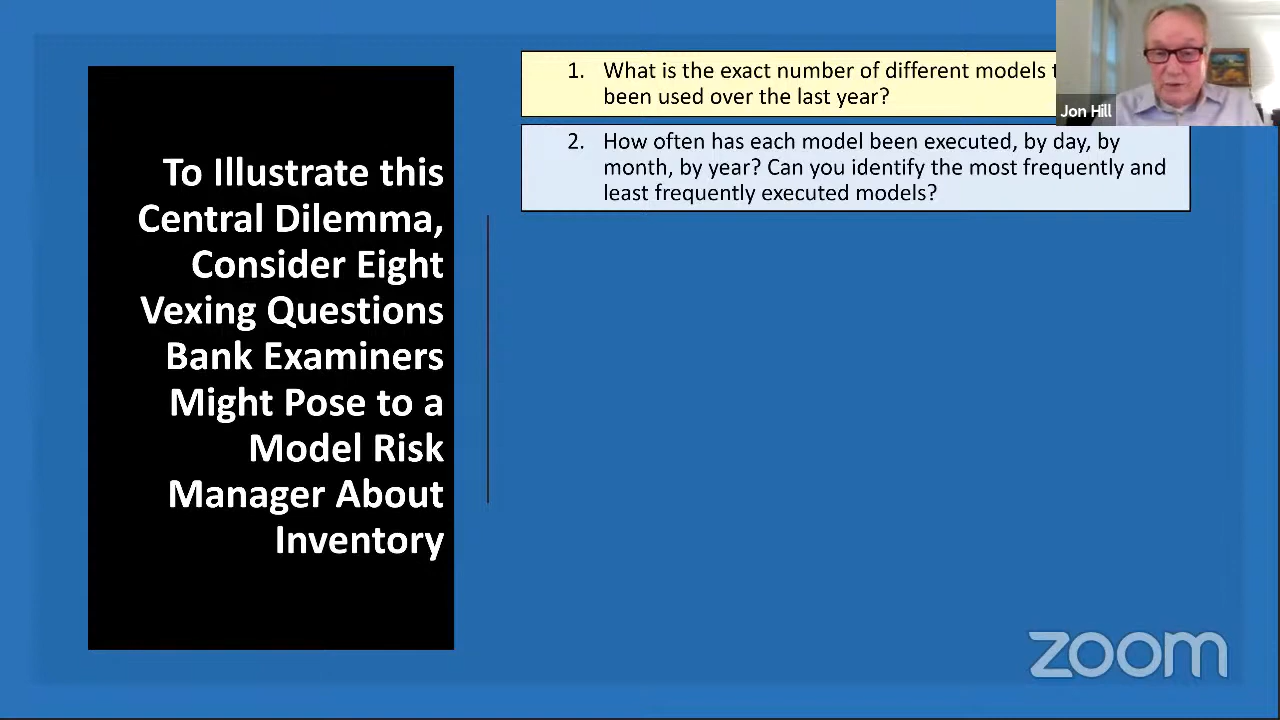 To Illustrate this
Central Dilemma,
Consider Eight
Vexing Questions
Bank Examiners
Might Pose to a
Model Risk
Manager About
Inventory
1. What is the exact number of different models
been used over the last year?
2. How often has each model been executed, by day, by
month, by year? Can you identify the most frequently and
least frequently executed models?
Jon Hill
zoom